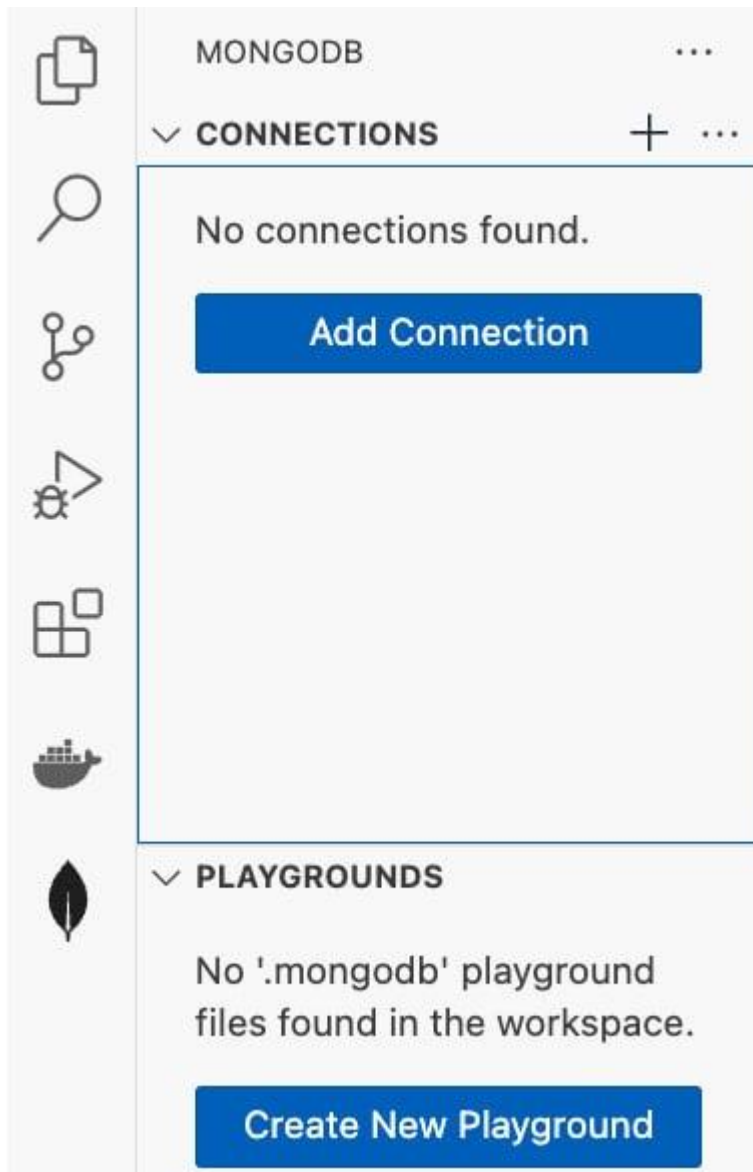 MONGODB
CONNECTIONS
No connections found.
Add Connection
PLAYGROUNDS
No '.mongodb' playground
files found in the workspace.
Create New Playground